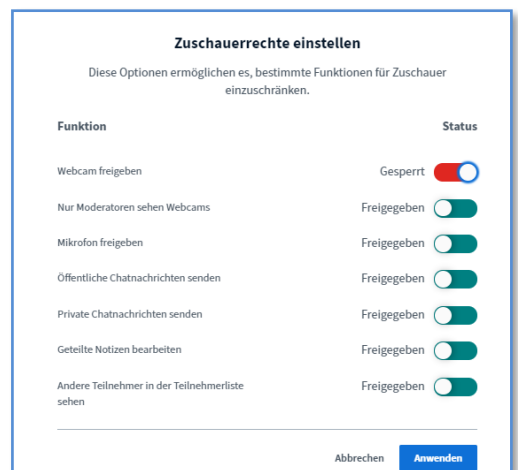 Zuschauerrechte einstellen
Diese Optionen ermöglichen es, bestimmte Funktionen für Zuschauer
einzuschränken.
Funktion Status
Webcam freigeben Gesperrt
Nur Moderatoren sehen Webcams Freigegeben
Mikrofon freigeben Freigegeben
Öffentliche Chatnachrichten senden Freigegeben
Private Chatnachrichten senden Freigegeben
Geteilte Notizen bearbeiten Freigegeben
Andere Teilnehmer in der Teilnehmerliste Freigegeben
sehen
Abbrechen Anwenden